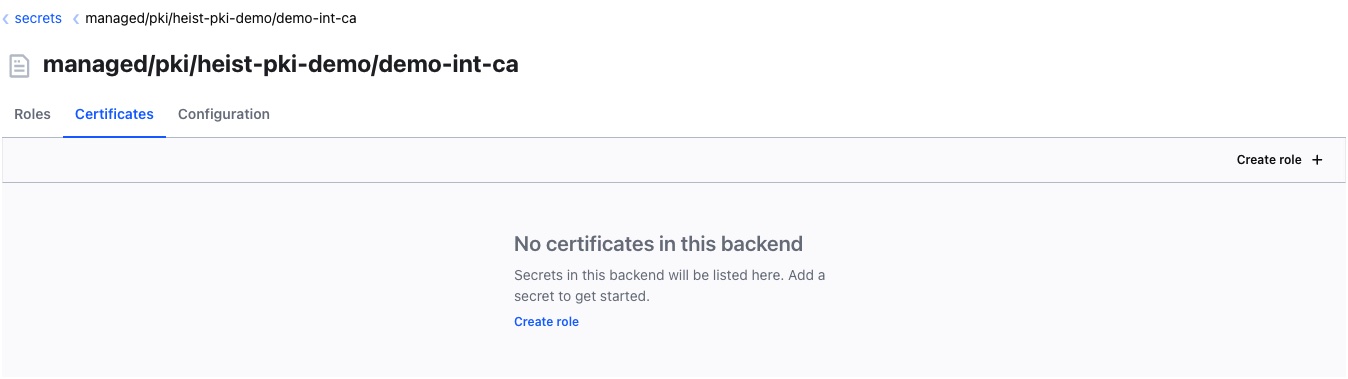 secrets managed/pki/heist-pki-demo/demo-int-ca
managed/pki/heist-pki-demo/demo-int-ca
Roles Certificates Configuration
Create role +
No certificates in this backend
Secrets in this backend will be listed here. Add a
secret to get started.
Create role